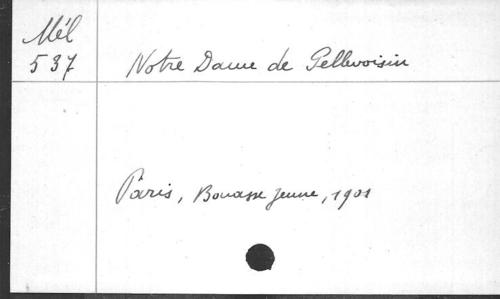 Mél
537
Notre Dame de Pellevoisin
Paris, Bouasse jeune, 1901